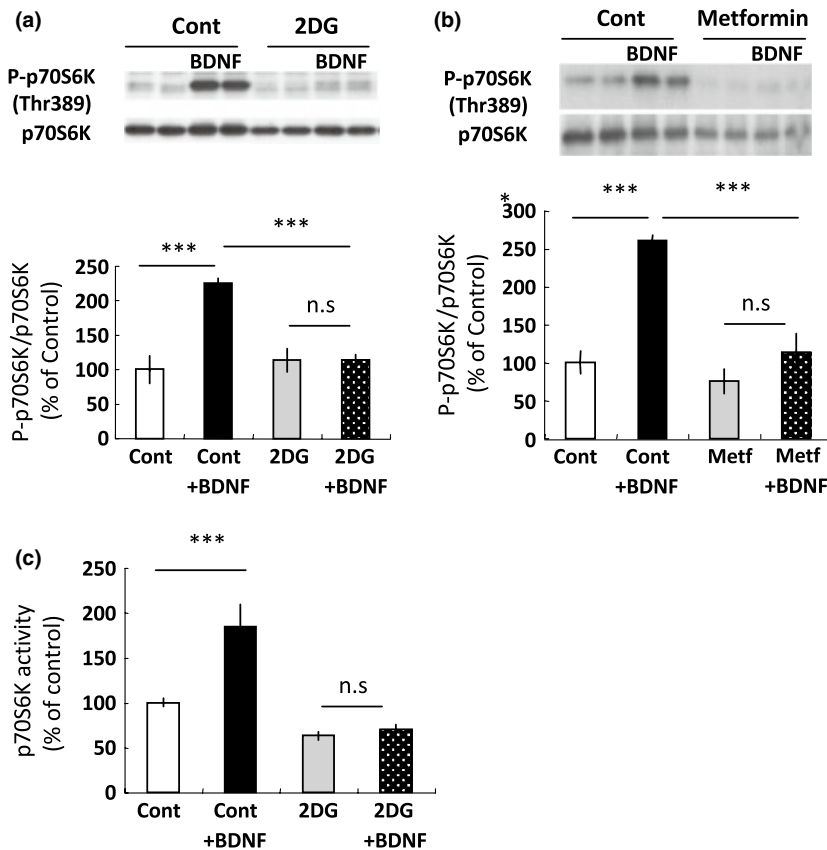 (a)
Cont 2DG
BDNF BDNF
P-p70S6K
(Thr389)
p70S6K
***
***
n.s
P-p70S6K/p70S6K
(% of Control)
250
200
150
100
50
0
Cont Cont 2DG 2DG
+BDNF +BDNF
(b)
Cont Metformin
BDNF BDNF
P-p70S6K
(Thr389)
p70S6K
*
*** ***
n.s
P-p70S6K/p70S6K
(% of Control)
300
250
200
150
100
50
0
Cont Cont Metf Metf
+BDNF +BDNF
(c)
***
n.s
p70S6K activity
(% of control)
250
200
150
100
50
0
Cont Cont 2DG 2DG
+BDNF +BDNF